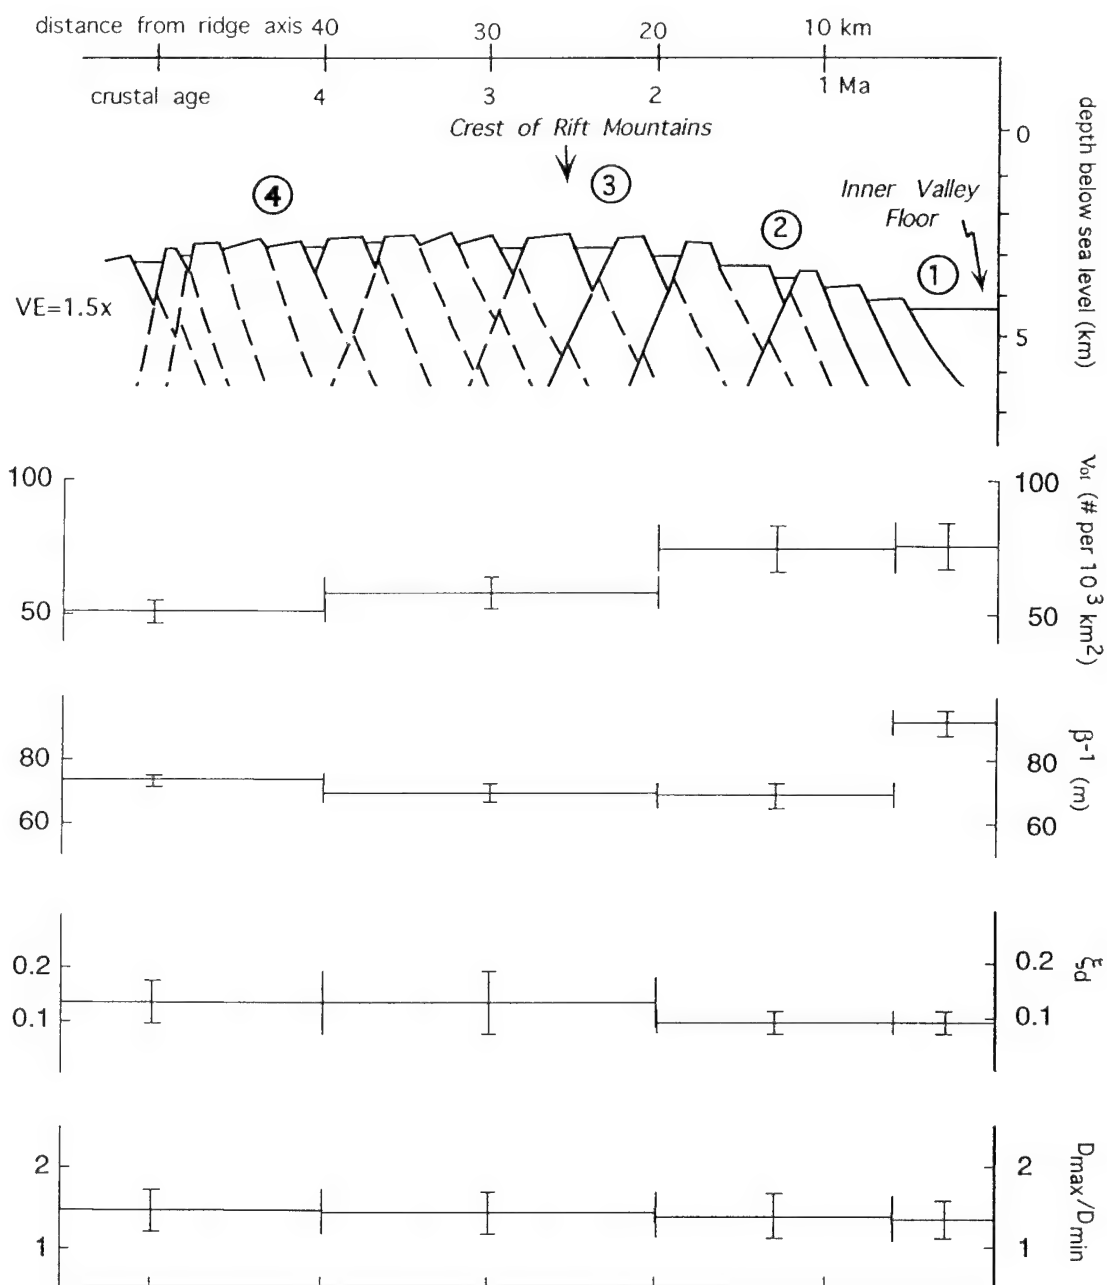 distance from ridge axis 40 30 20 10 km
crustal age 4 3 2 1 Ma
Crest of Rift Mountains
0
④ ③ ② ①
Inner Valley
Floor
VE=1.5x
5
depth below sea level (km)
100 100
50 50
(# per 10³ km²)
80 80
60 60
β⁻¹ (m)
0.2 0.2
0.1 0.1
ξd
2 2
1 1
Dmax/Dmin